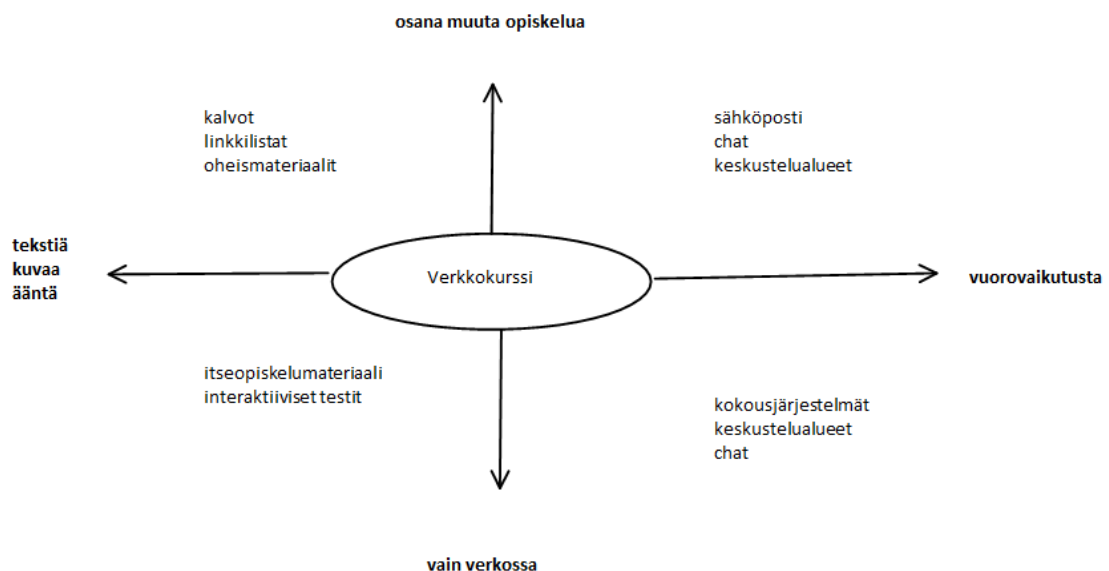 osana muuta opiskelua
kalvot
linkkilistat
oheismateriaalit
sähköposti
chat
keskustelualueet
tekstiä
kuvaa
ääntä
Verkkokurssi
vuorovaikutusta
itseopiskelumateriaali
interaktiiviset testit
kokousjärjestelmät
keskustelualueet
chat
vain verkossa